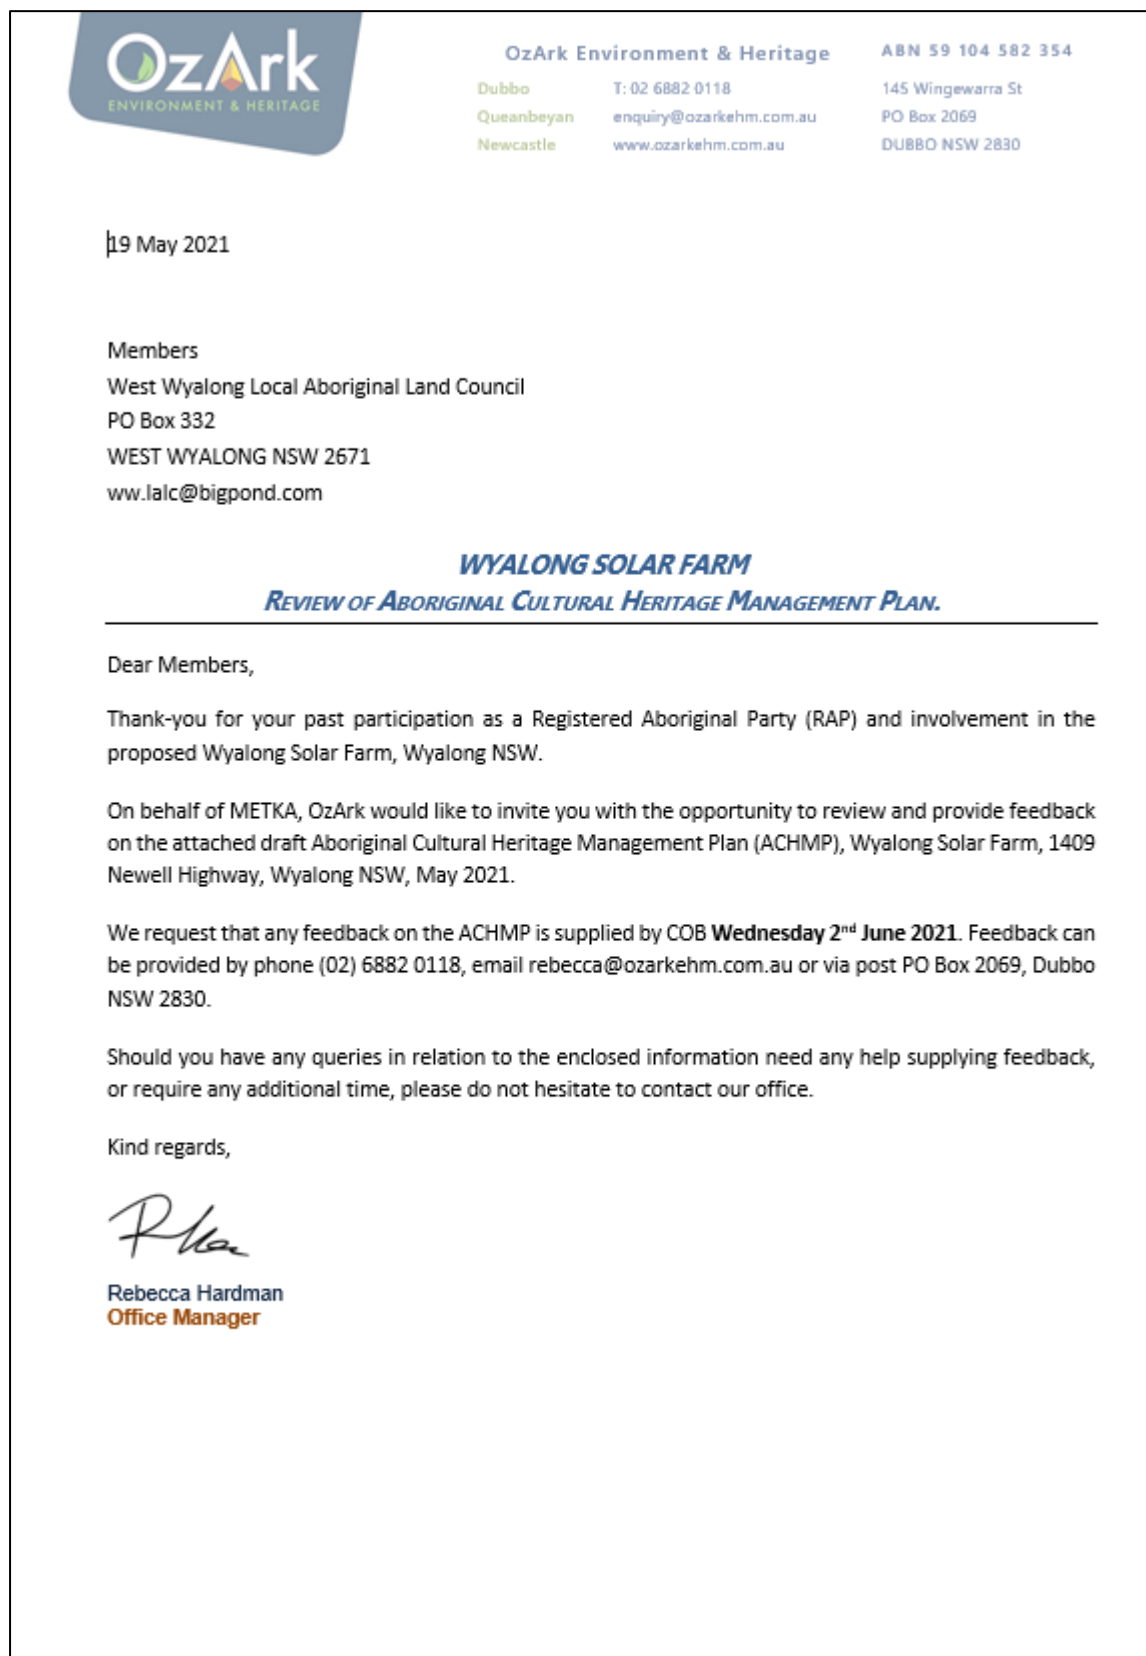 OzArk
ENVIRONMENT & HERITAGE
OzArk Environment & Heritage
ABN 59 104 582 354
Dubbo T: 02 6882 0118 145 Wingewarra St
Queanbeyan enquiry@ozarkehm.com.au PO Box 2069
Newcastle www.ozarkehm.com.au DUBBO NSW 2830
19 May 2021
Members
West Wyalong Local Aboriginal Land Council
PO Box 332
WEST WYALONG NSW 2671
ww.lalc@bigpond.com
WYALONG SOLAR FARM
REVIEW OF ABORIGINAL CULTURAL HERITAGE MANAGEMENT PLAN.
Dear Members,
Thank-you for your past participation as a Registered Aboriginal Party (RAP) and involvement in the
proposed Wyalong Solar Farm, Wyalong NSW.
On behalf of METKA, OzArk would like to invite you with the opportunity to review and provide feedback
on the attached draft Aboriginal Cultural Heritage Management Plan (ACHMP), Wyalong Solar Farm, 1409
Newell Highway, Wyalong NSW, May 2021.
We request that any feedback on the ACHMP is supplied by COB Wednesday 2nd June 2021. Feedback can
be provided by phone (02) 6882 0118, email rebecca@ozarkehm.com.au or via post PO Box 2069, Dubbo
NSW 2830.
Should you have any queries in relation to the enclosed information need any help supplying feedback,
or require any additional time, please do not hesitate to contact our office.
Kind regards,
Rebecca Hardman
Office Manager